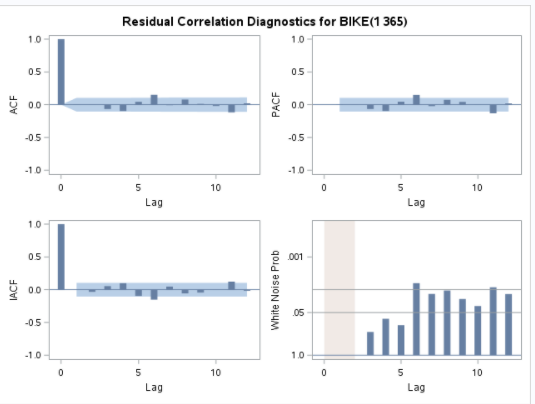 Residual Correlation Diagnostics for BIKE(1 365)
1.0
0.5
0.0
-0.5
-1.0
ACF
0 5 10
Lag
1.0
0.5
0.0
-0.5
-1.0
PACF
0 5 10
Lag
1.0
0.5
0.0
-0.5
-1.0
IACF
0 5 10
Lag
.001
.05
1.0
White Noise Prob
0 5 10
Lag